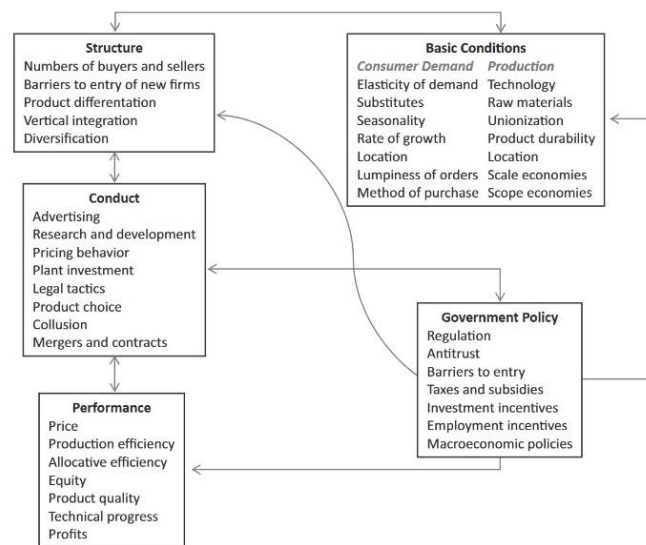 Structure
Numbers of buyers and sellers
Barriers to entry of new firms
Product differentation
Vertical integration
Diversification
Basic Conditions
Consumer Demand Production
Elasticity of demand Technology
Substitutes Raw materials
Seasonality Unionization
Rate of growth Product durability
Location Location
Lumpiness of orders Scale economies
Method of purchase Scope economies
Conduct
Advertising
Research and development
Pricing behavior
Plant investment
Legal tactics
Product choice
Collusion
Mergers and contracts
Government Policy
Regulation
Antitrust
Barriers to entry
Taxes and subsidies
Investment incentives
Employment incentives
Macroeconomic policies
Performance
Price
Production efficiency
Allocative efficiency
Equity
Product quality
Technical progress
Profits